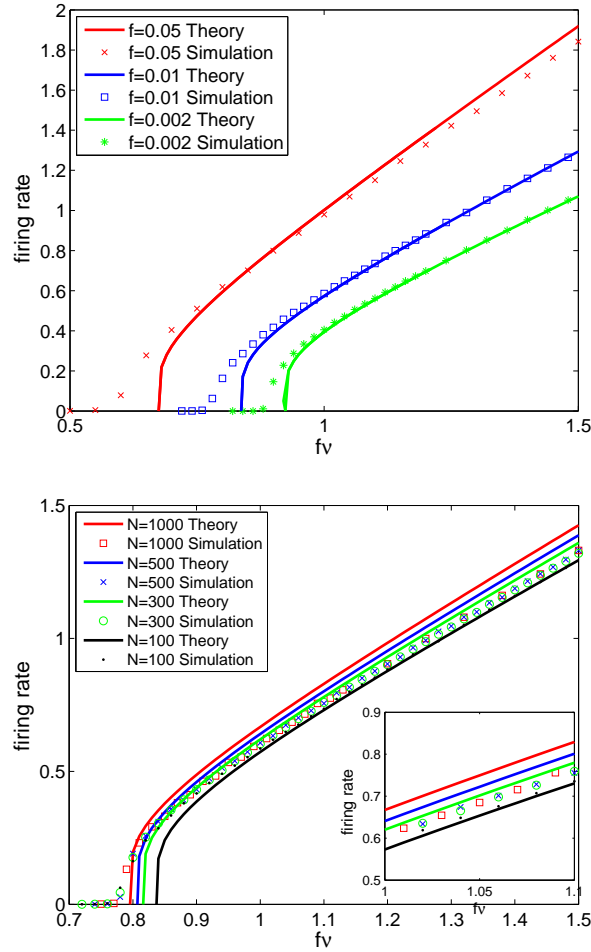 2
1.8
1.6
1.4
1.2
1
0.8
0.6
0.4
0.2
0
firing rate
f=0.05 Theory
f=0.05 Simulation
f=0.01 Theory
f=0.01 Simulation
f=0.002 Theory
f=0.002 Simulation
0.5 1 1.5
fν
1.5
1
0.5
0
firing rate
N=1000 Theory
N=1000 Simulation
N=500 Theory
N=500 Simulation
N=300 Theory
N=300 Simulation
N=100 Theory
N=100 Simulation
0.9
0.8
0.7
0.6
0.5
firing rate
1 1.05 1.1
fν
0.7 0.8 0.9 1 1.1 1.2 1.3 1.4 1.5
fν